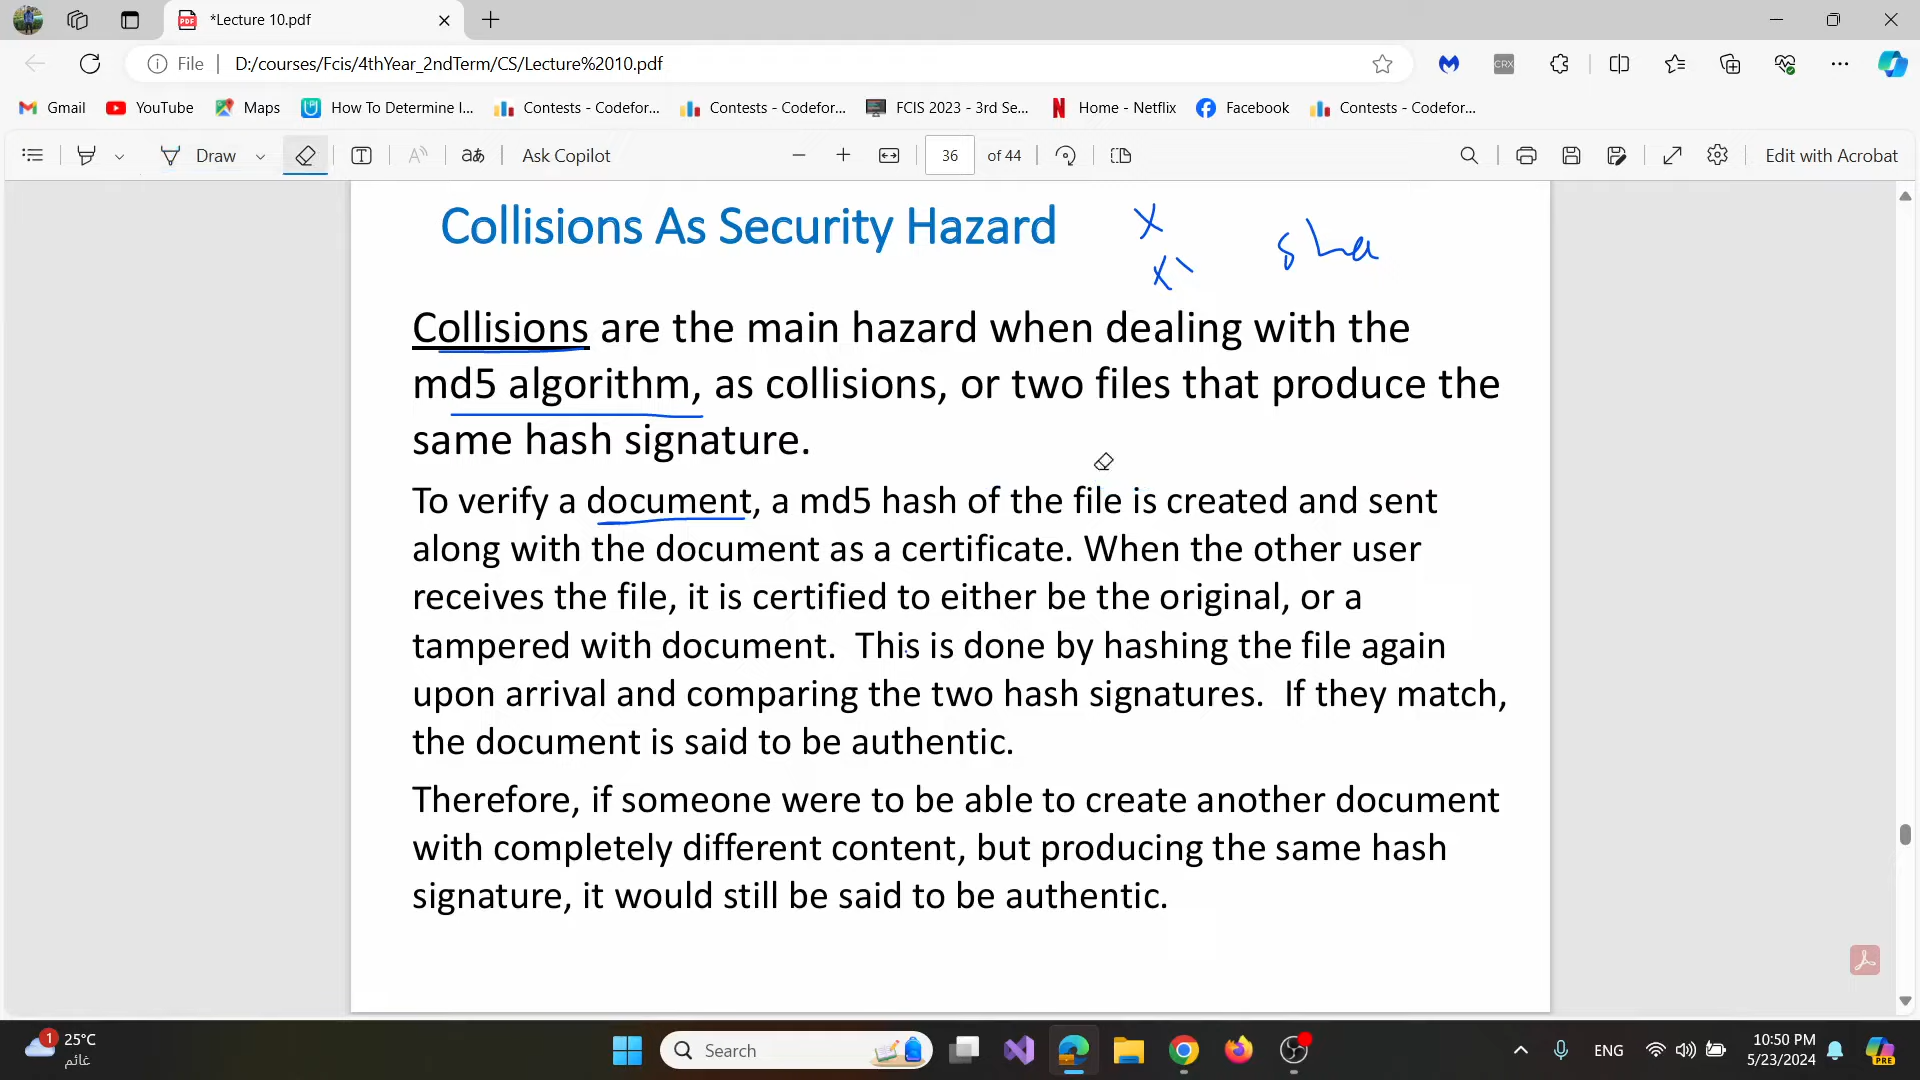 *Lecture 10.pdf
File
D:/courses/Fcis/4thYear_2ndTerm/CS/Lecture%2010.pdf
CRX
Gmail
YouTube
Maps
How To Determine I...
Contests - Codefor...
Contests - Codefor...
FCIS 2023 - 3rd Se...
Home - Netflix
Facebook
Contests - Codefor...
Draw
Ask Copilot
36 of 44
Edit with Acrobat
Collisions As Security Hazard
x
x'
sha
Collisions are the main hazard when dealing with the
md5 algorithm, as collisions, or two files that produce the
same hash signature.
To verify a document, a md5 hash of the file is created and sent
along with the document as a certificate. When the other user
receives the file, it is certified to either be the original, or a
tampered with document.  This is done by hashing the file again
upon arrival and comparing the two hash signatures.  If they match,
the document is said to be authentic.
Therefore, if someone were to be able to create another document
with completely different content, but producing the same hash
signature, it would still be said to be authentic.
1
25°C
غائم
Search
ENG
10:50 PM
5/23/2024
PRE